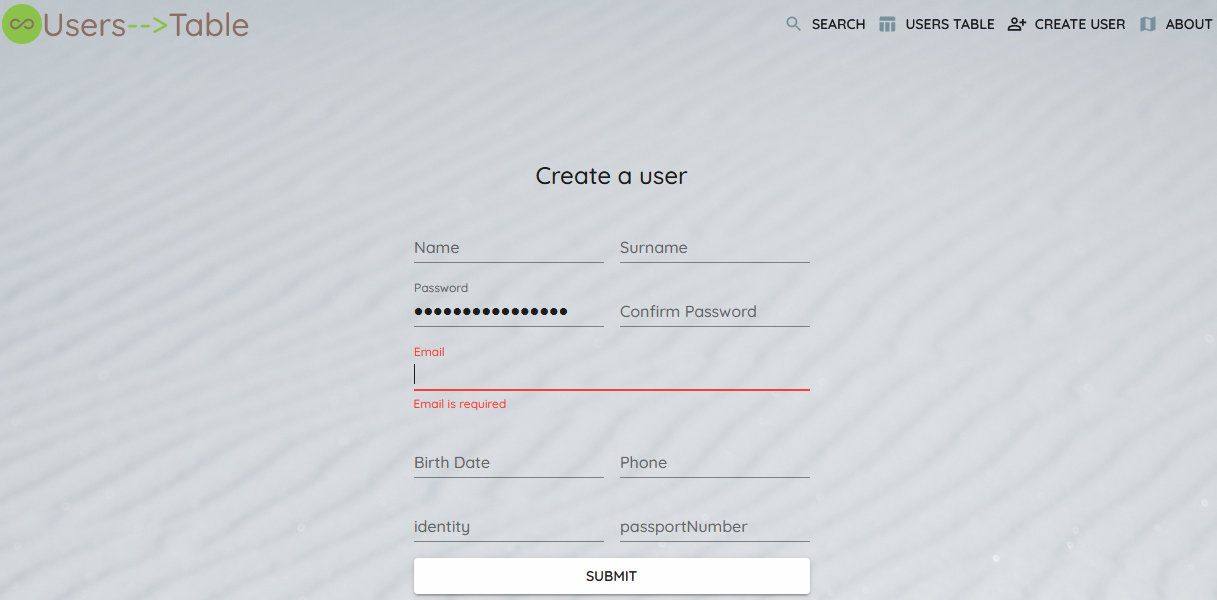 Users-->Table
SEARCH USERS TABLE CREATE USER ABOUT
Create a user
Name Surname
Password
●●●●●●●●●●●●●●●● Confirm Password
Email
Email is required
Birth Date Phone
identity passportNumber
SUBMIT